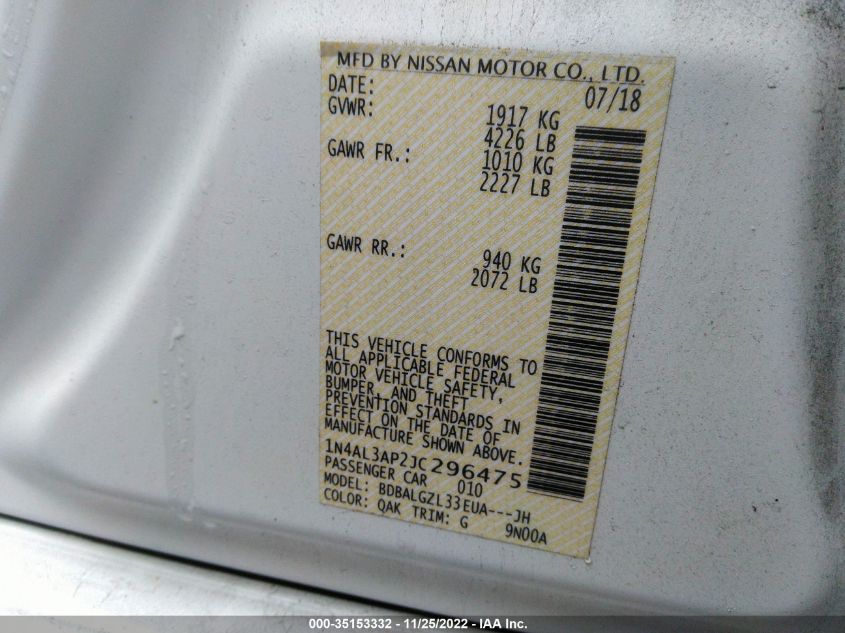 MFD BY NISSAN MOTOR CO., LTD.
DATE: 07/18
GVWR: 1917 KG
4226 LB
GAWR FR.: 1010 KG
2227 LB
GAWR RR.: 940 KG
2072 LB
THIS VEHICLE CONFORMS TO
ALL APPLICABLE FEDERAL
MOTOR VEHICLE SAFETY,
BUMPER, AND THEFT
PREVENTION STANDARDS IN
EFFECT ON THE DATE OF
MANUFACTURE SHOWN ABOVE.
1N4AL3AP2JC296475
PASSENGER CAR 010
MODEL: BDBALGZL33EUA---JH
COLOR: QAK TRIM: G 9N00A
000-35153332 - 11/25/2022 - IAA Inc.